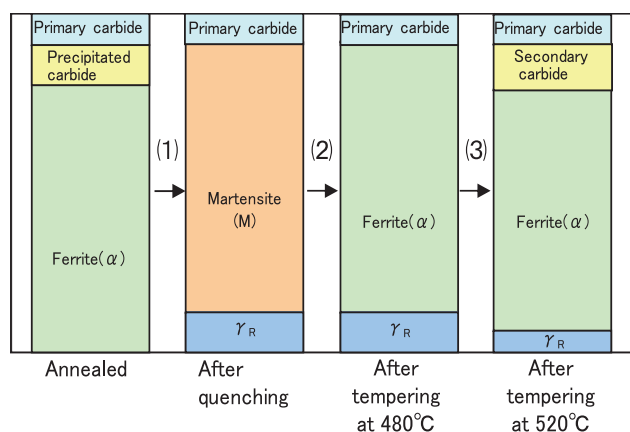 Primary carbide
Precipitated
carbide
Ferrite(α)
Annealed
(1)
Primary carbide
Martensite
(M)
γR
After
quenching
(2)
Primary carbide
Ferrite(α)
γR
After
tempering
at 480℃
(3)
Primary carbide
Secondary
carbide
Ferrite(α)
γR
After
tempering
at 520℃